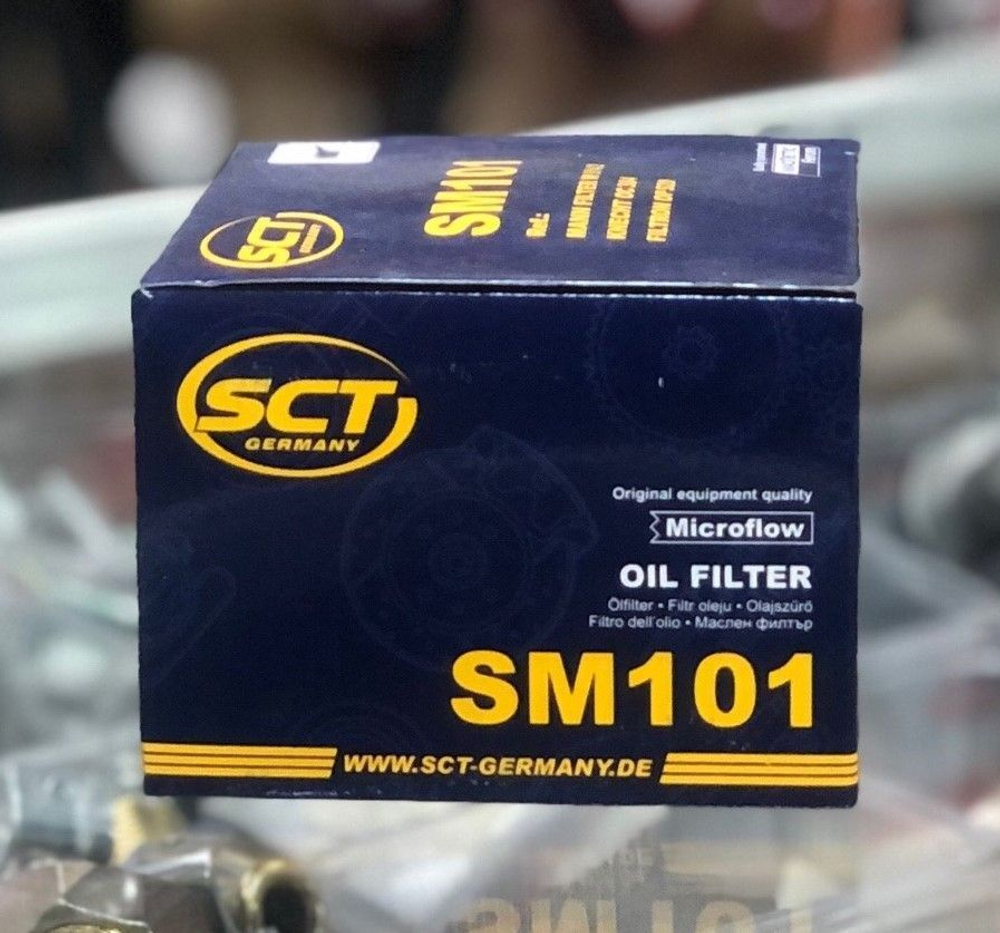 SCT
GERMANY
SM101
Ref.:
SCT
GERMANY
Original equipment quality
Microflow
OIL FILTER
Ölfilter • Filtr oleju • Olajszűrő
Filtro dell'olio • Маслен филтър
SM101
WWW.SCT-GERMANY.DE